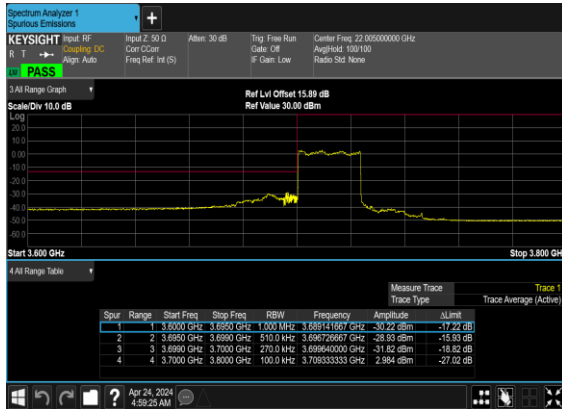 Spectrum Analyzer 1
Spurious Emissions
+
KEYSIGHT Input: RF Input Z: 50 Ω Atten: 30 dB Trig: Free Run Center Freq: 22.005000000 GHz
R T Coupling: DC Corr CCorr Gate: Off Avg|Hold: 100/100
Align: Auto Freq Ref: Int (S) IF Gain: Low Radio Std: None
PASS
3 All Range Graph
Ref Lvl Offset 15.89 dB
Scale/Div 10.0 dB Ref Value 30.00 dBm
Log
20.0
10.0
0.00
-10.0
-20.0
-30.0
-40.0
-50.0
-60.0
Start 3.600 GHz Stop 3.800 GHz
4 All Range Table
Measure Trace Trace 1
Trace Type Trace Average (Active)
Spur Range Start Freq Stop Freq RBW Frequency Amplitude ΔLimit
1 1 3.6000 GHz 3.6950 GHz 1.000 MHz 3.689141667 GHz -30.22 dBm -17.22 dB
2 2 3.6950 GHz 3.6990 GHz 510.0 kHz 3.696726667 GHz -28.93 dBm -15.93 dB
3 3 3.6990 GHz 3.7000 GHz 270.0 kHz 3.699640000 GHz -31.82 dBm -18.82 dB
4 4 3.7000 GHz 3.8000 GHz 100.0 kHz 3.709333333 GHz 2.984 dBm -27.02 dB
? Apr 24, 2024
4:59:25 AM